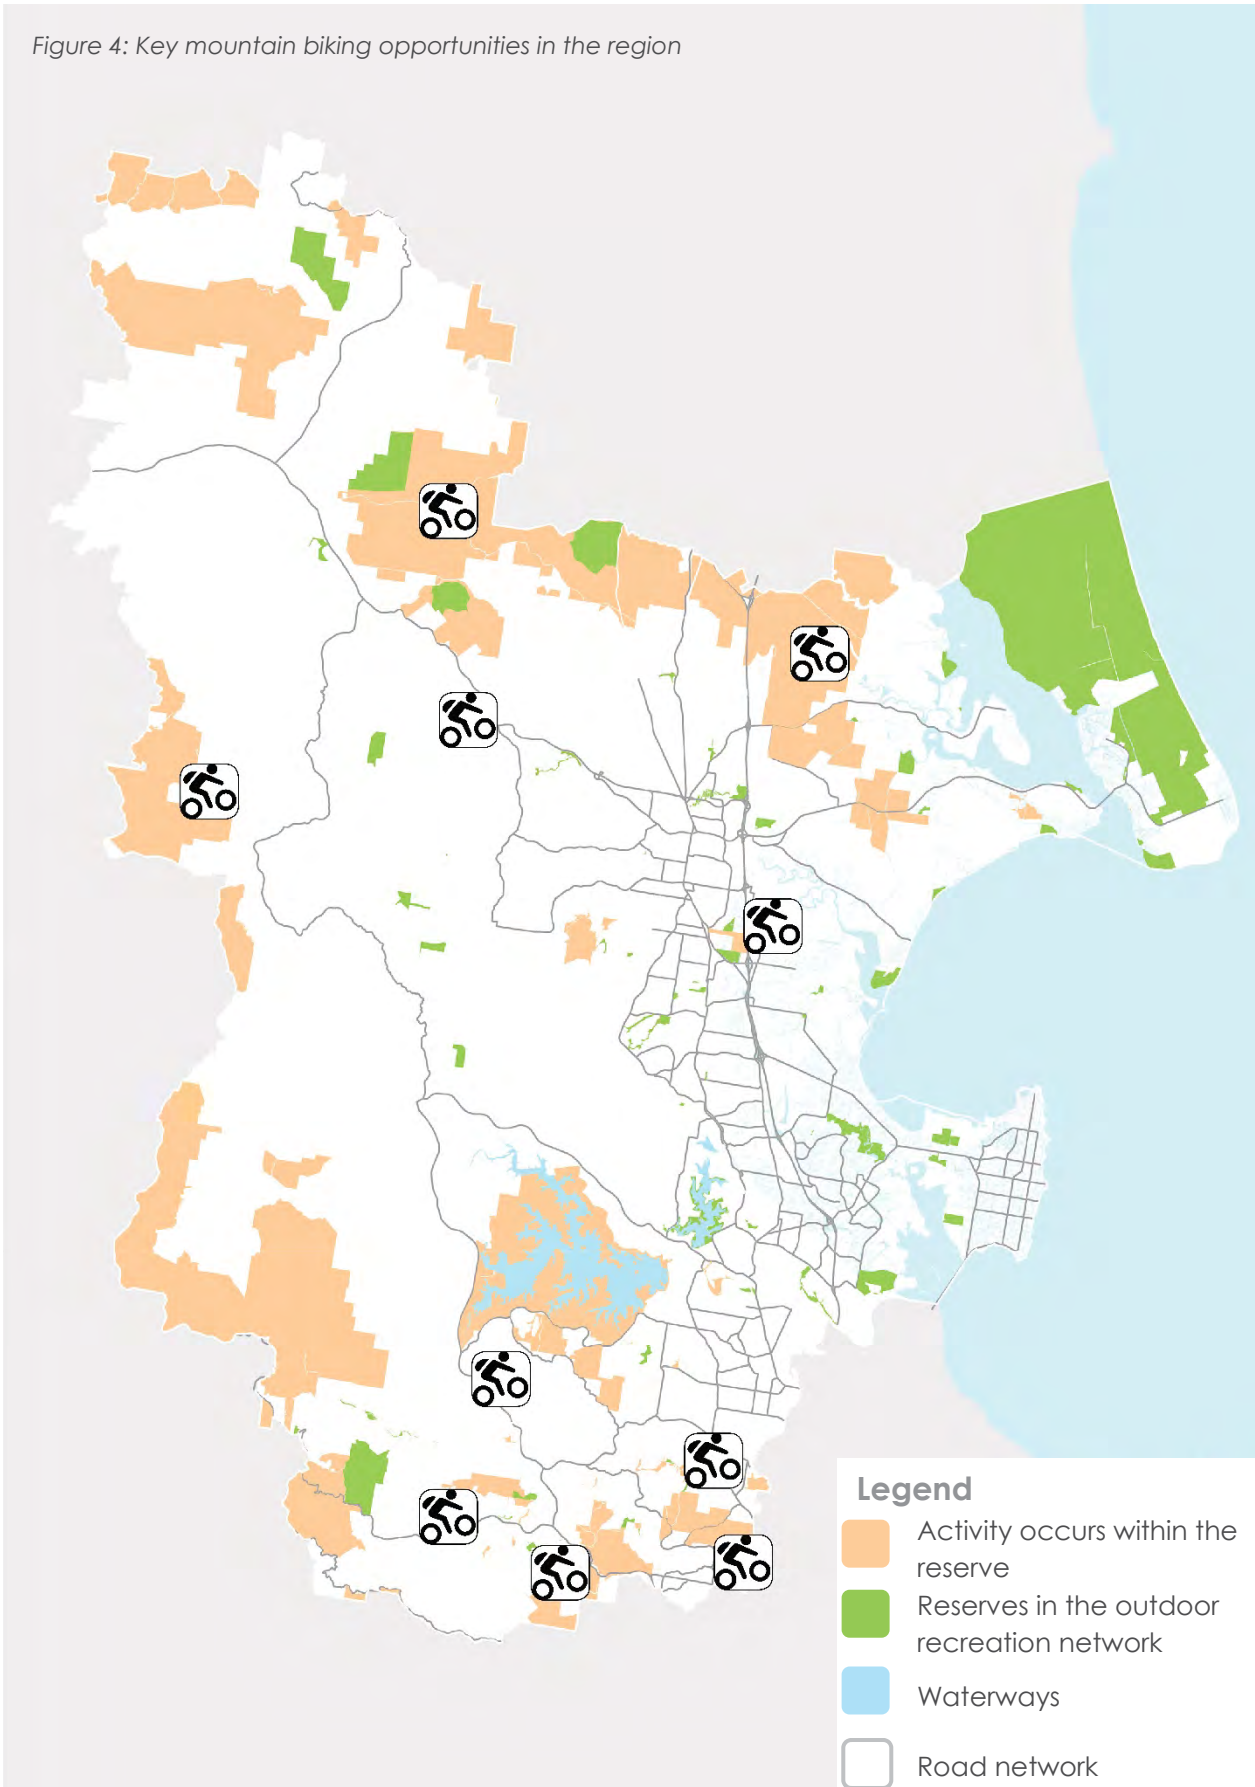 Figure 4: Key mountain biking opportunities in the region
Legend
Activity occurs within the
reserve
Reserves in the outdoor
recreation network
Waterways
Road network